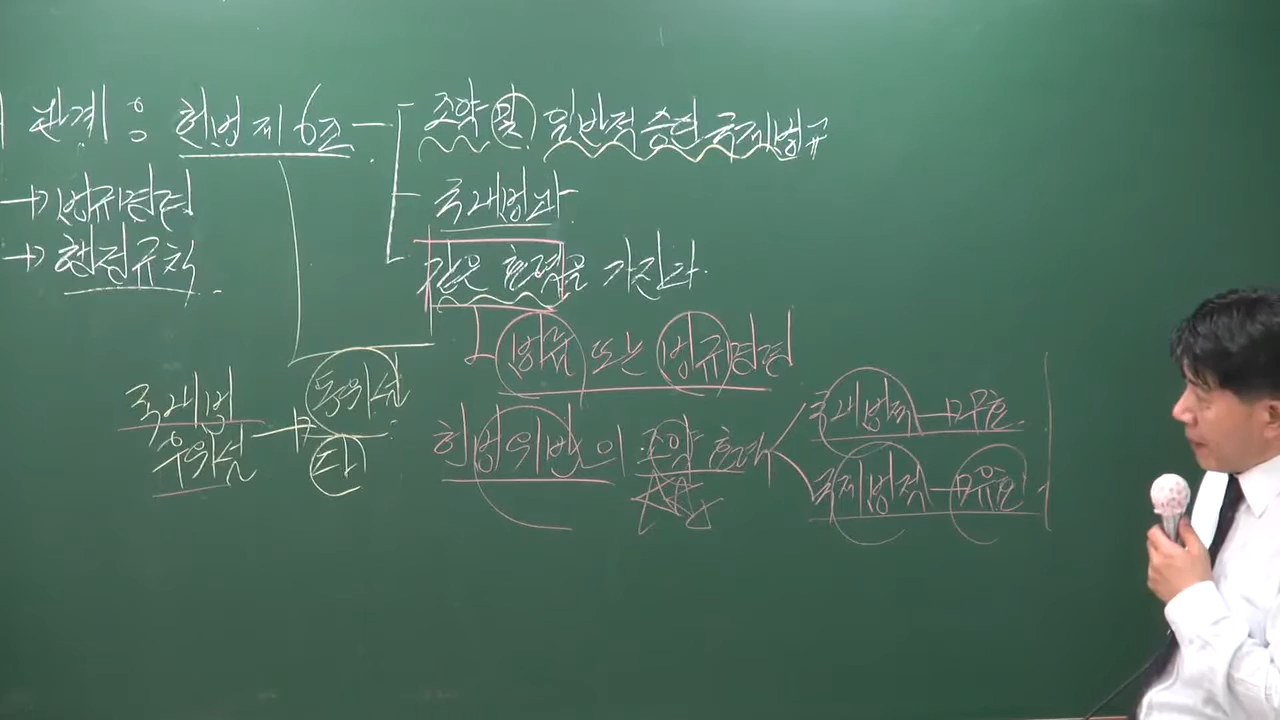 관계 : 헌법 제6조 ─ 조약 및 일반적 승인 국제법규
→ 법규명령
국내법과
→ 행정규칙
같은 효력을 가진다.
법률 또는 법규명령
국내법 우위설 → 동위설
헌법위반의 조약 효력
국내법적 → 무효
국제법적 → 유효